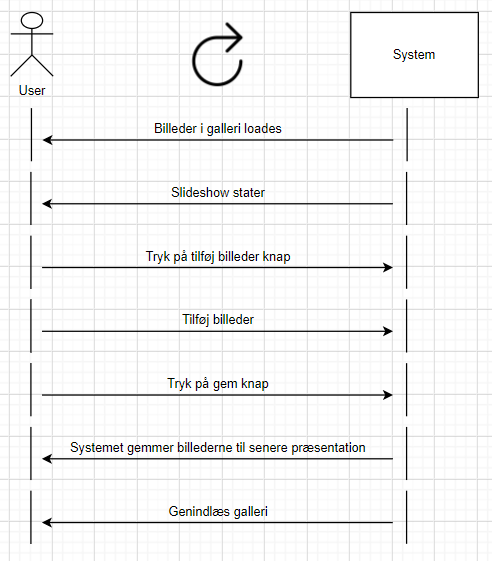 User
System
Billeder i galleri loades
Slideshow stater
Tryk på tilføj billeder knap
Tilføj billeder
Tryk på gem knap
Systemet gemmer billederne til senere præsentation
Genindlæs galleri